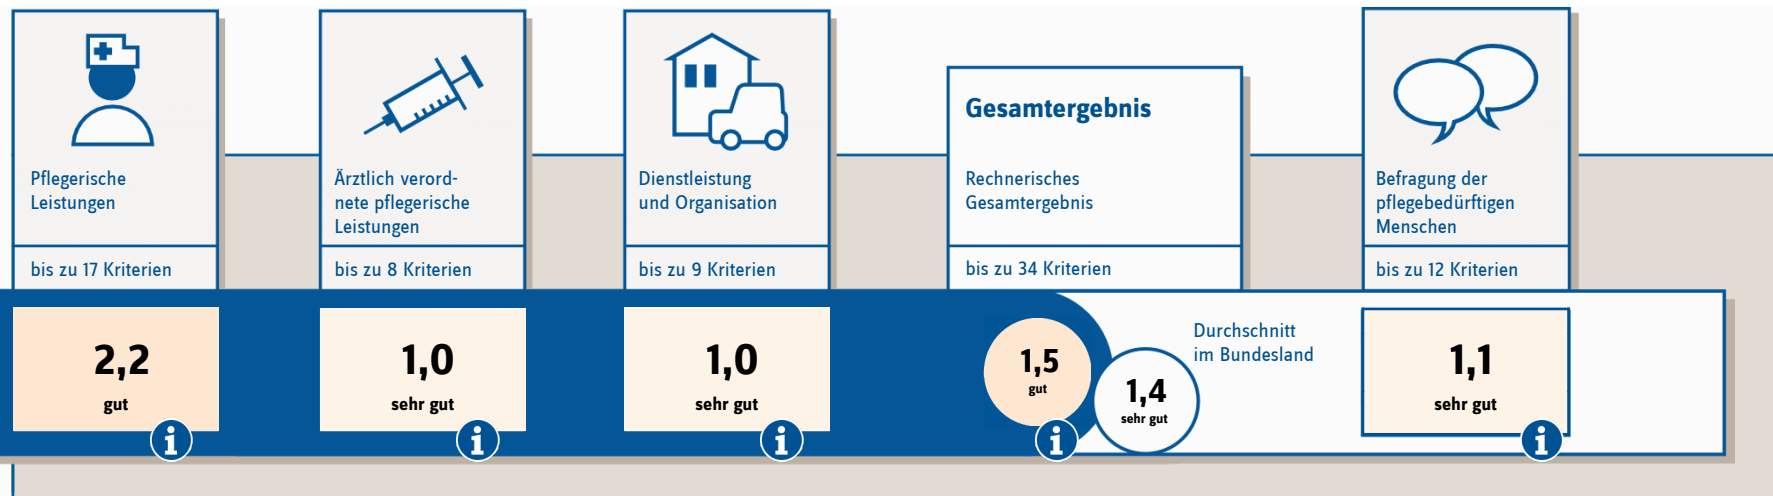 Pflegerische
Leistungen
bis zu 17 Kriterien
2,2
gut
i
Ärztlich verord-
nete pflegerische
Leistungen
bis zu 8 Kriterien
1,0
sehr gut
i
Dienstleistung
und Organisation
bis zu 9 Kriterien
1,0
sehr gut
i
Gesamtergebnis
Rechnerisches
Gesamtergebnis
bis zu 34 Kriterien
1,5
gut
i
Durchschnitt
im Bundesland
1,4
sehr gut
Befragung der
pflegebedürftigen
Menschen
bis zu 12 Kriterien
1,1
sehr gut
i